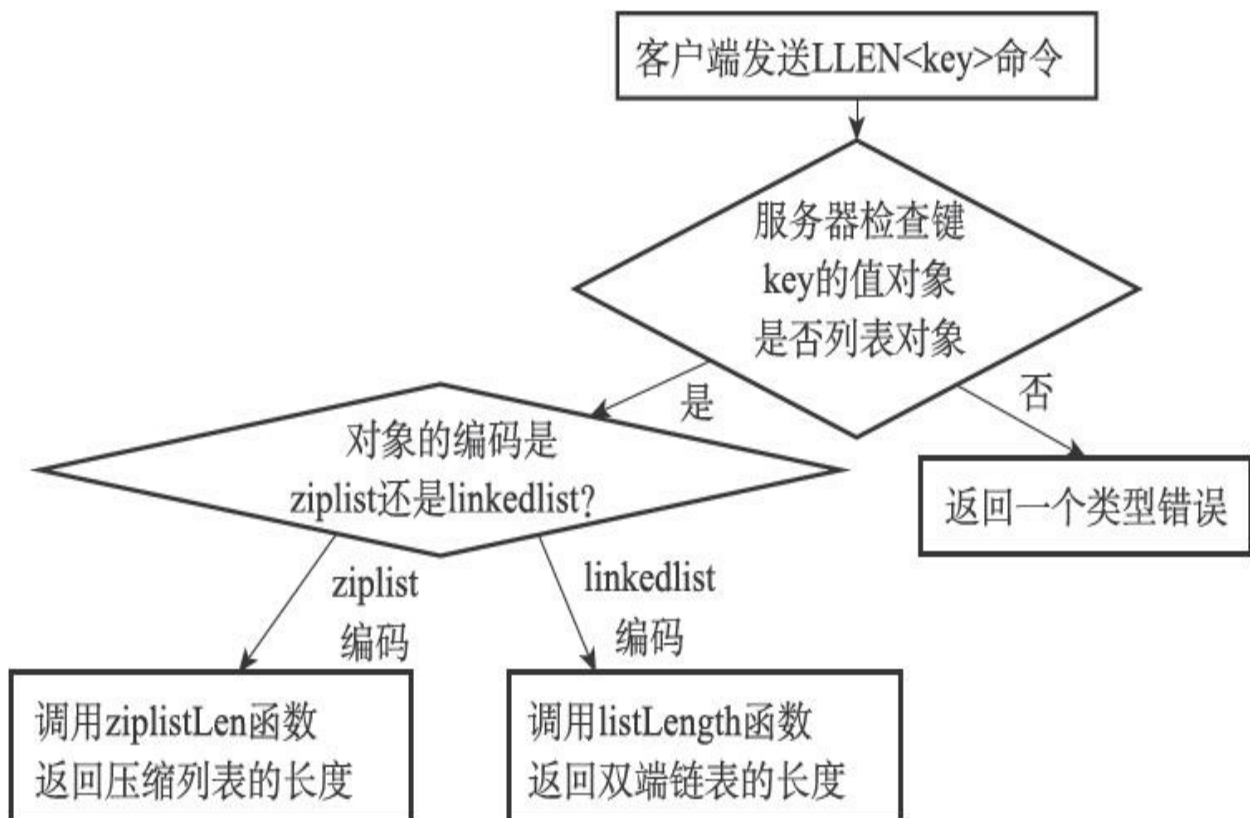 客户端发送LLEN<key>命令
服务器检查键
key的值对象
是否列表对象
是
否
对象的编码是
ziplist还是linkedlist?
返回一个类型错误
ziplist
编码
linkedlist
编码
调用ziplistLen函数
返回压缩列表的长度
调用listLength函数
返回双端链表的长度